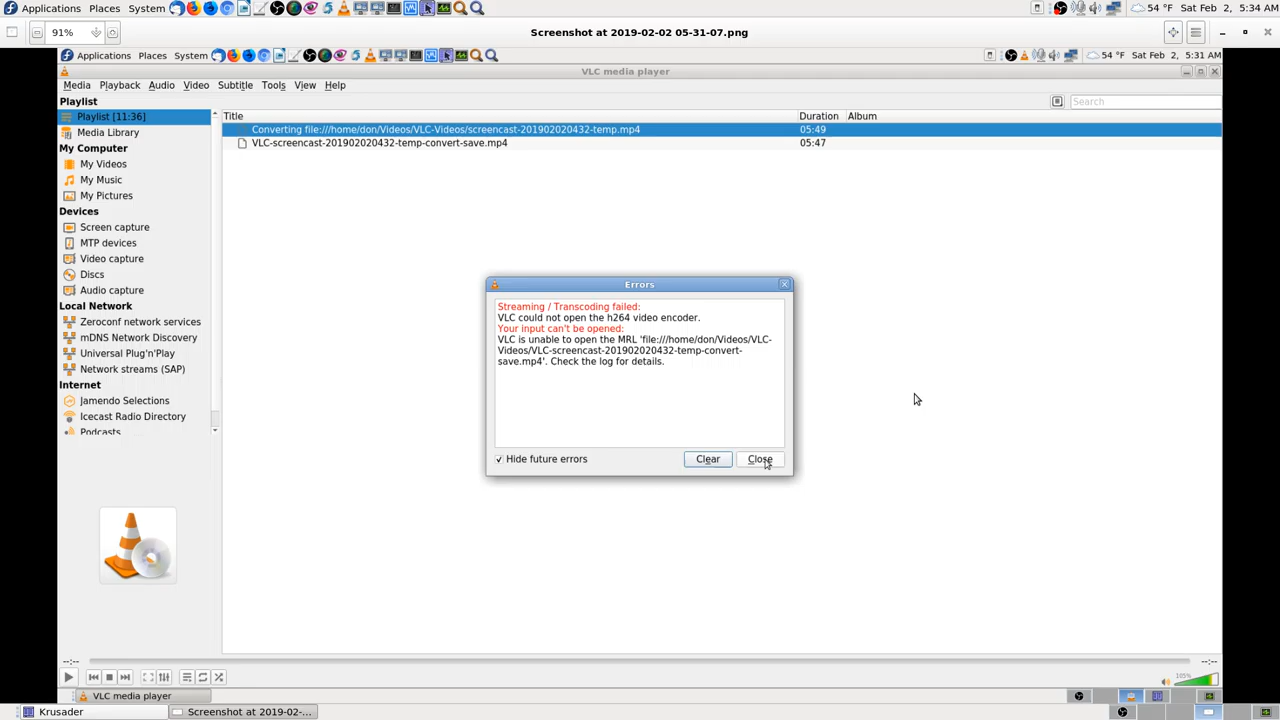 Applications Places System 54 °F Sat Feb 2, 5:34 AM
91% Screenshot at 2019-02-02 05-31-07.png
Applications Places System 54 °F Sat Feb 2, 5:31 AM
VLC media player
Media Playback Audio Video Subtitle Tools View Help
Playlist
Search
Playlist [11:36]
Media Library
My Computer
My Videos
My Music
My Pictures
Devices
Screen capture
MTP devices
Video capture
Discs
Audio capture
Local Network
Zeroconf network services
mDNS Network Discovery
Universal Plug'n'Play
Network streams (SAP)
Internet
Jamendo Selections
Icecast Radio Directory
Podcasts
Title Duration Album
Converting file:///home/don/Videos/VLC-Videos/screencast-201902020432-temp.mp4 05:49
VLC-screencast-201902020432-temp-convert-save.mp4 05:47
Errors
Streaming / Transcoding failed:
VLC could not open the h264 video encoder.
Your input can't be opened:
VLC is unable to open the MRL 'file:///home/don/Videos/VLC-
Videos/VLC-screencast-201902020432-temp-convert-
save.mp4'. Check the log for details.
Hide future errors Clear Close
--:-- --:--
105%
VLC media player
Krusader Screenshot at 2019-02-...